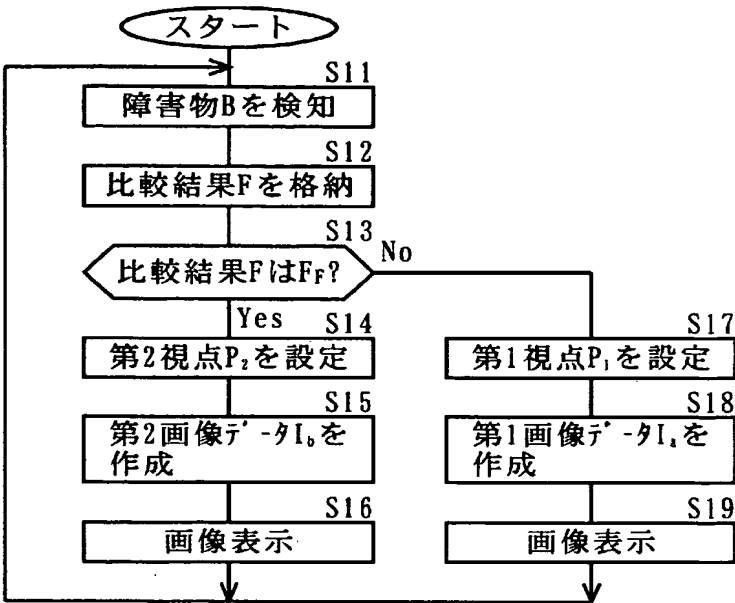 スタート
S11
障害物Bを検知
S12
比較結果Fを格納
S13
比較結果FはFF?
No
Yes
S14
第2視点P2を設定
S15
第2画像データIbを
作成
S16
画像表示
S17
第1視点P1を設定
S18
第1画像データIaを
作成
S19
画像表示